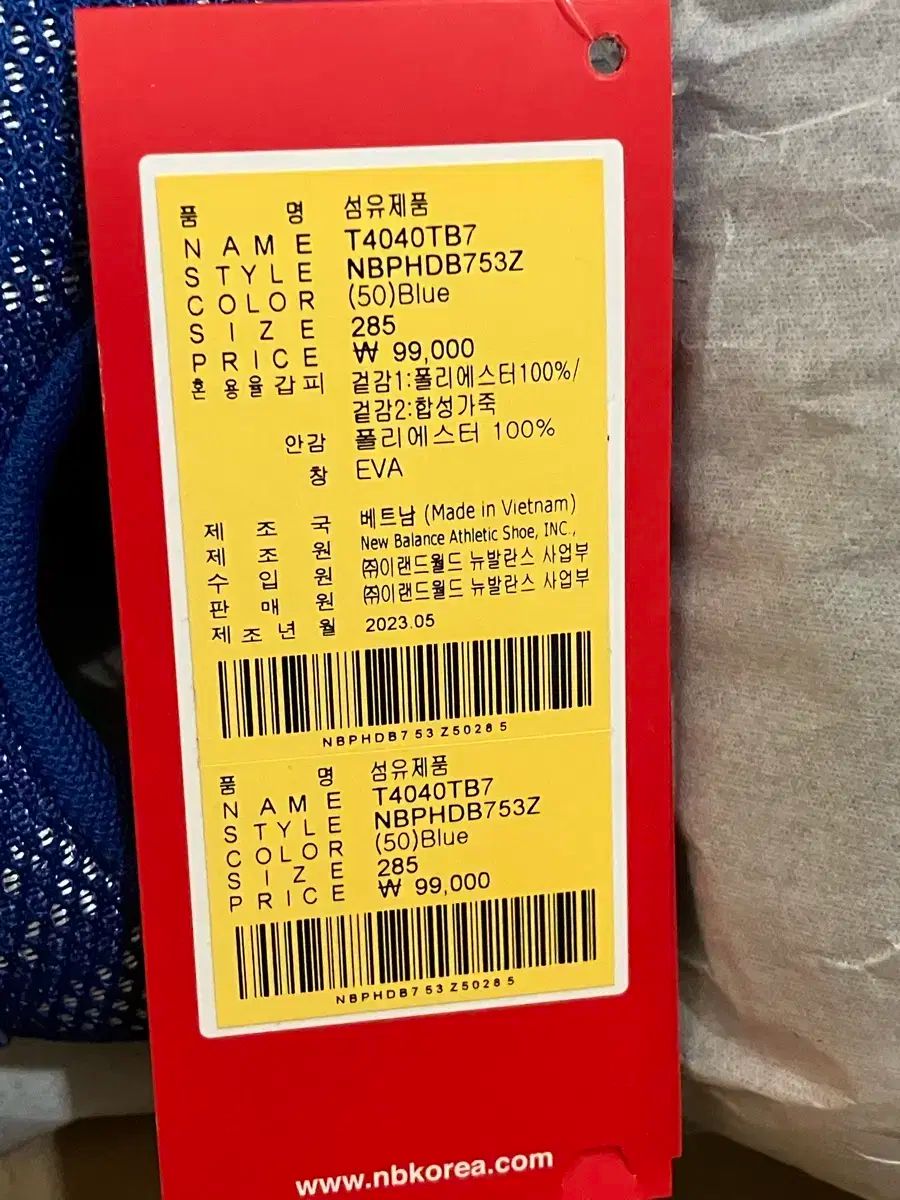 품 명 섬유제품
NAME T4040TB7
STYLE NBPHDB753Z
COLOR (50)Blue
SIZE 285
PRICE ₩ 99,000
혼용율갑피 겉감1:폴리에스터100%/
겉감2:합성가죽
안감 폴리에스터 100%
창 EVA
제조국 베트남 (Made in Vietnam)
제조원 New Balance Athletic Shoe, INC.,
수입원 ㈜이랜드월드 뉴발란스 사업부
판매원 ㈜이랜드월드 뉴발란스 사업부
제조년월 2023.05
NBPHDB753Z50285
품 명 섬유제품
NAME T4040TB7
STYLE NBPHDB753Z
COLOR (50)Blue
SIZE 285
PRICE ₩ 99,000
NBPHDB753Z50285
www.nbkorea.com